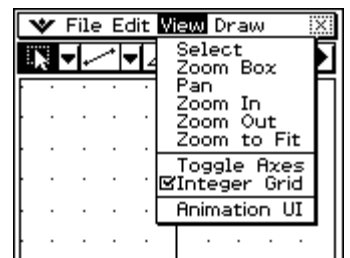 File Edit View Draw
Select
Zoom Box
Pan
Zoom In
Zoom Out
Zoom to Fit
Toggle Axes
Integer Grid
Animation UI